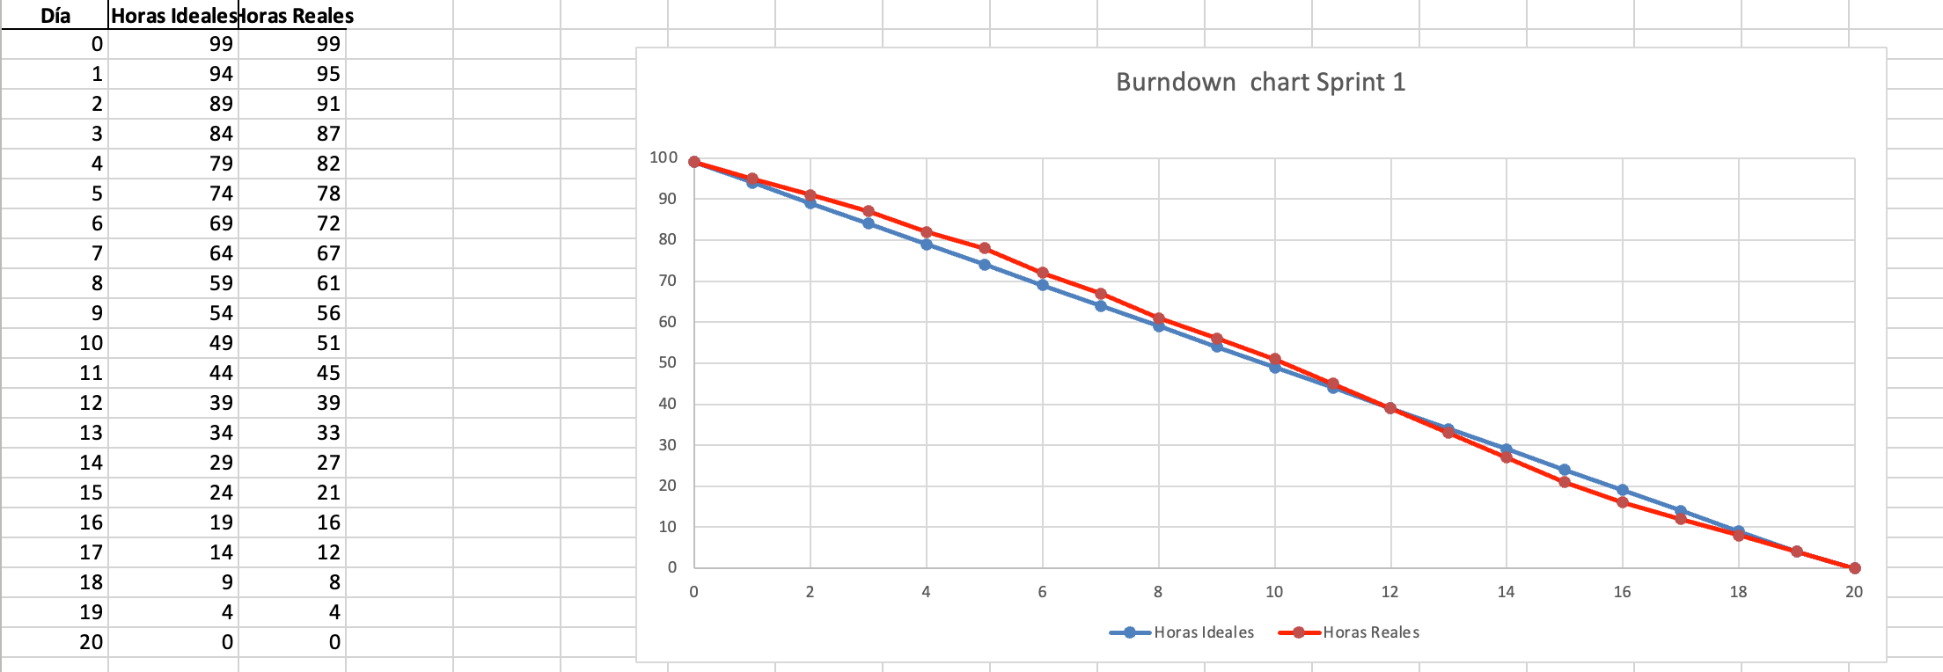 Día Horas Ideales Horas Reales
0 99 99
1 94 95
2 89 91
3 84 87
4 79 82
5 74 78
6 69 72
7 64 67
8 59 61
9 54 56
10 49 51
11 44 45
12 39 39
13 34 33
14 29 27
15 24 21
16 19 16
17 14 12
18 9 8
19 4 4
20 0 0
Burndown chart Sprint 1
100
90
80
70
60
50
40
30
20
10
0
0 2 4 6 8 10 12 14 16 18 20
Horas Ideales Horas Reales